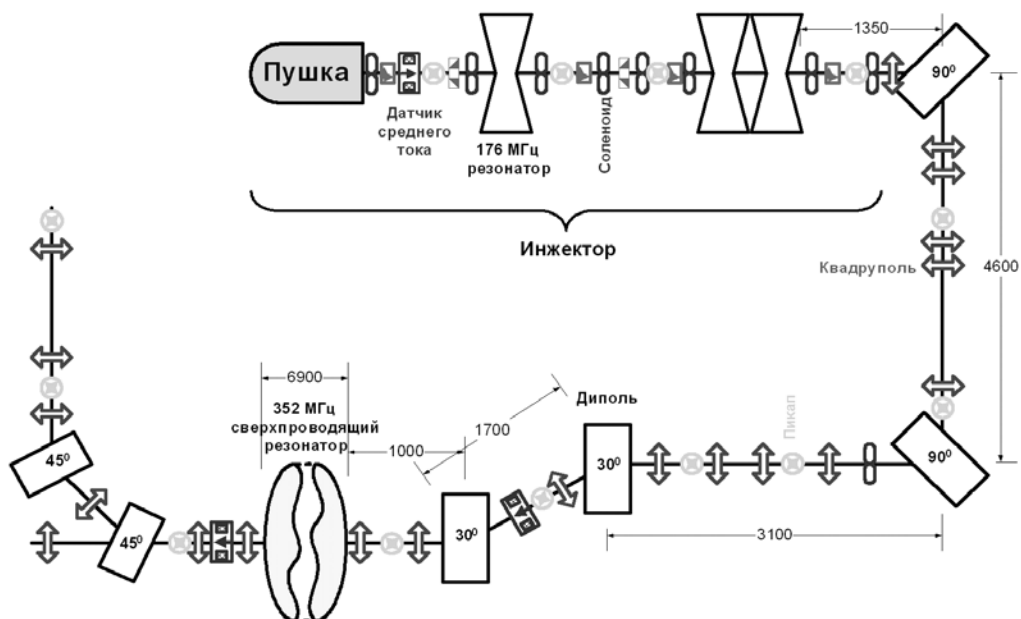 1350
Пушка
90⁰
Датчик
среднего
тока
176 МГц
резонатор
Соленоид
Инжектор
Квадруполь
4600
6900
352 МГц
сверхпроводящий
резонатор
1000
1700
Диполь
Пикап
45⁰
30⁰
90⁰
45⁰
30⁰
3100